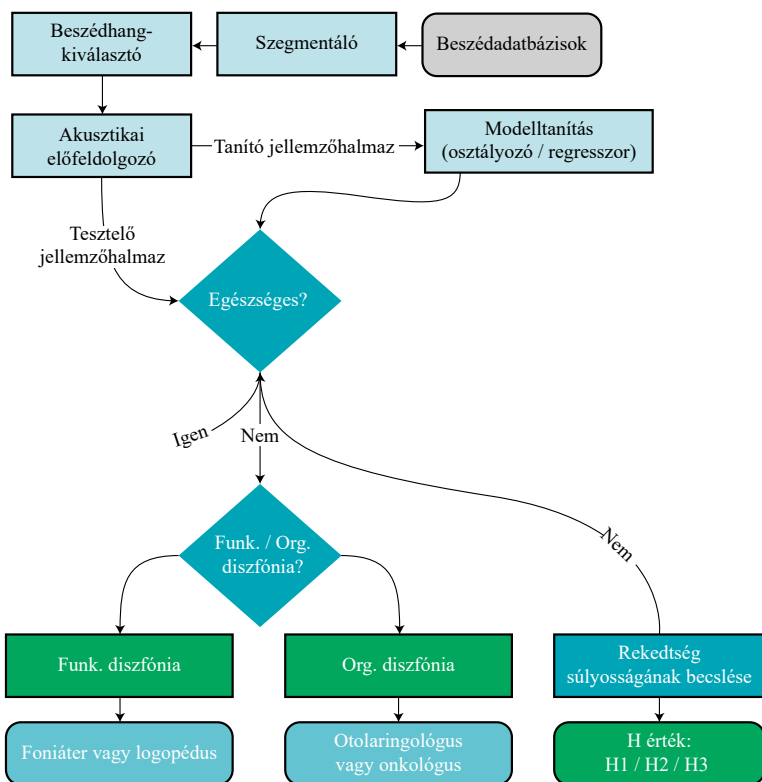 Beszédhang-
kiválasztó
Szegmentáló
Beszédadatbázisok
Akusztikai
előfeldolgozó
Tanító jellemzőhalmaz
Modelltanítás
(osztályozó / regresszor)
Tesztelő
jellemzőhalmaz
Egészséges?
Igen
Nem
Nem
Funk. / Org.
diszfónia?
Funk. diszfónia
Org. diszfónia
Rekedtség
súlyosságának becslése
Foniáter vagy logopédus
Otolaringológus
vagy onkológus
H érték:
H1 / H2 / H3